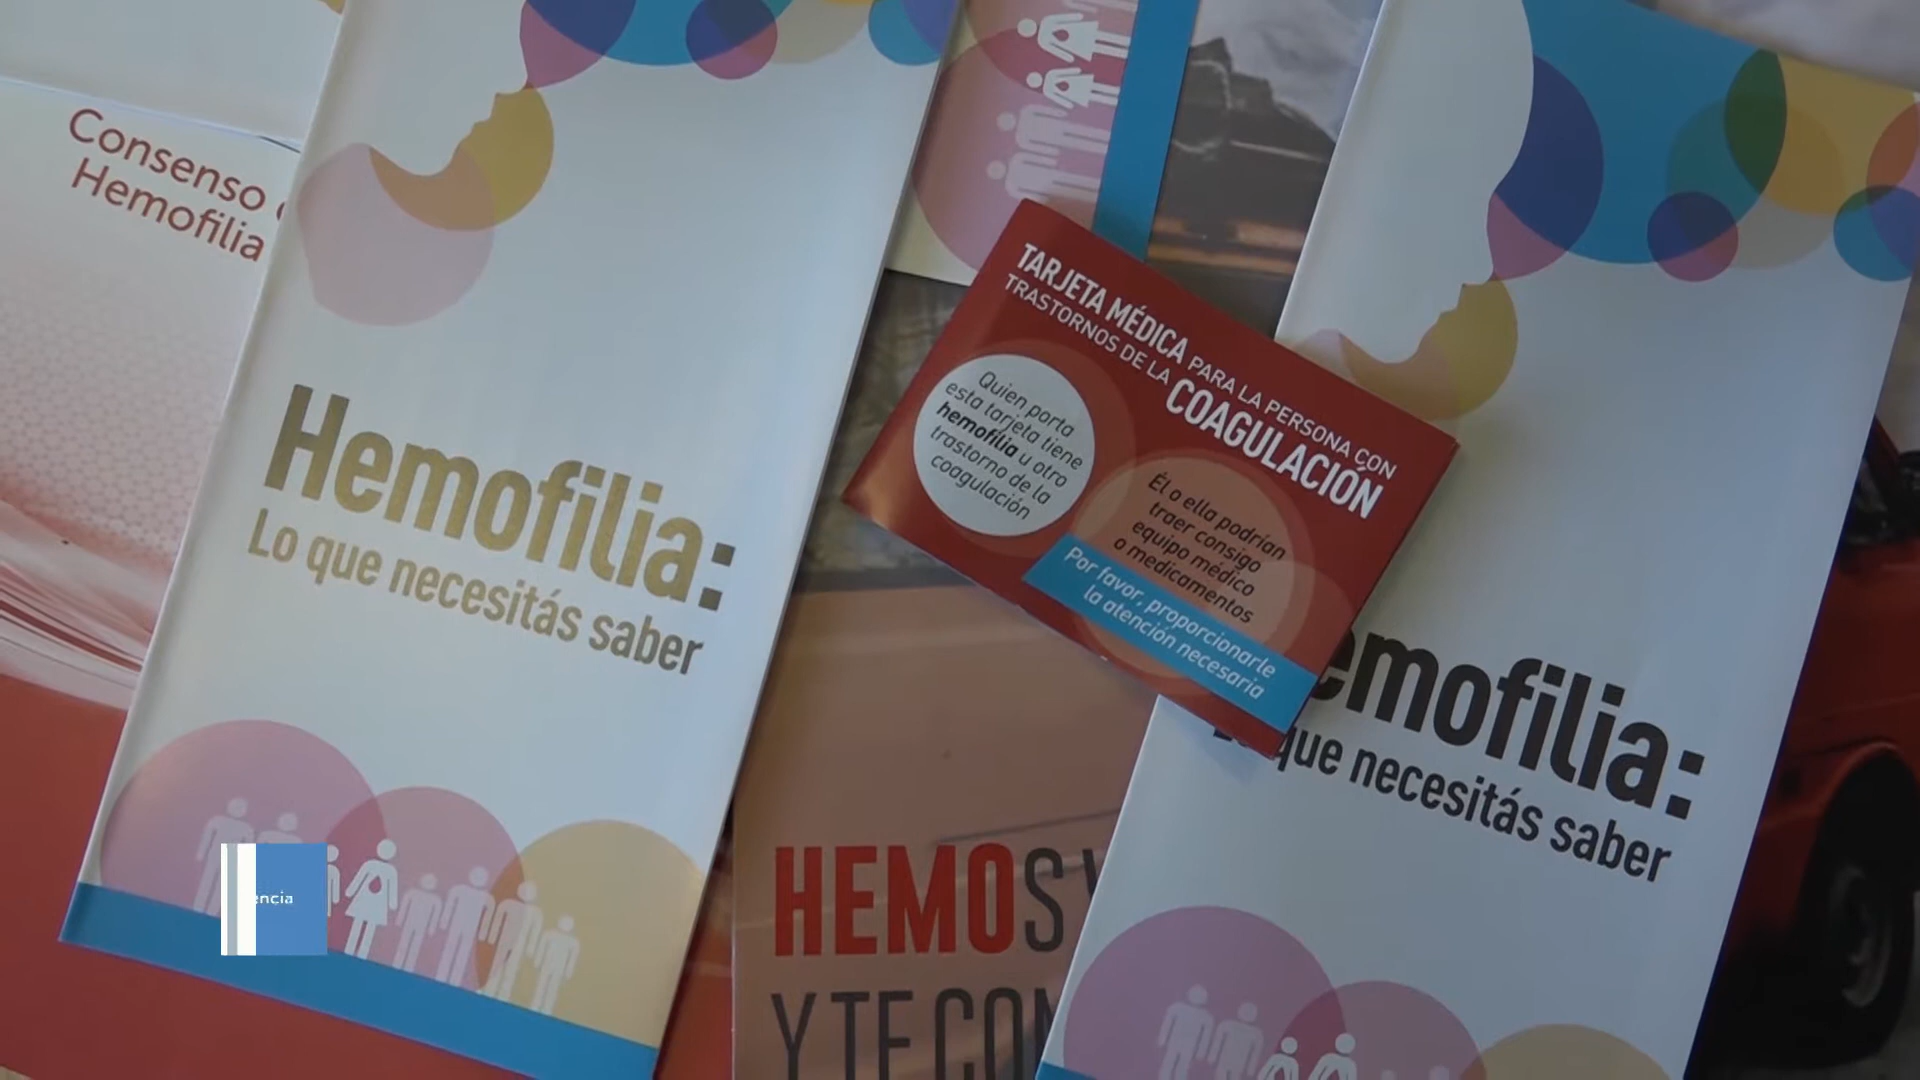 Consenso
Hemofilia
Hemofilia:
Lo que necesitás saber
TARJETA MÉDICA PARA LA PERSONA CON
TRASTORNOS DE LA COAGULACIÓN
Quien porta
esta tarjeta tiene
hemofilia u otro
trastorno de la
coagulación
Él o ella podrían
traer consigo
equipo médico
o medicamentos
Por favor, proporcionarle
la atención necesaria
emofilia:
que necesitás saber
HEMOS
Y TE CON
encia